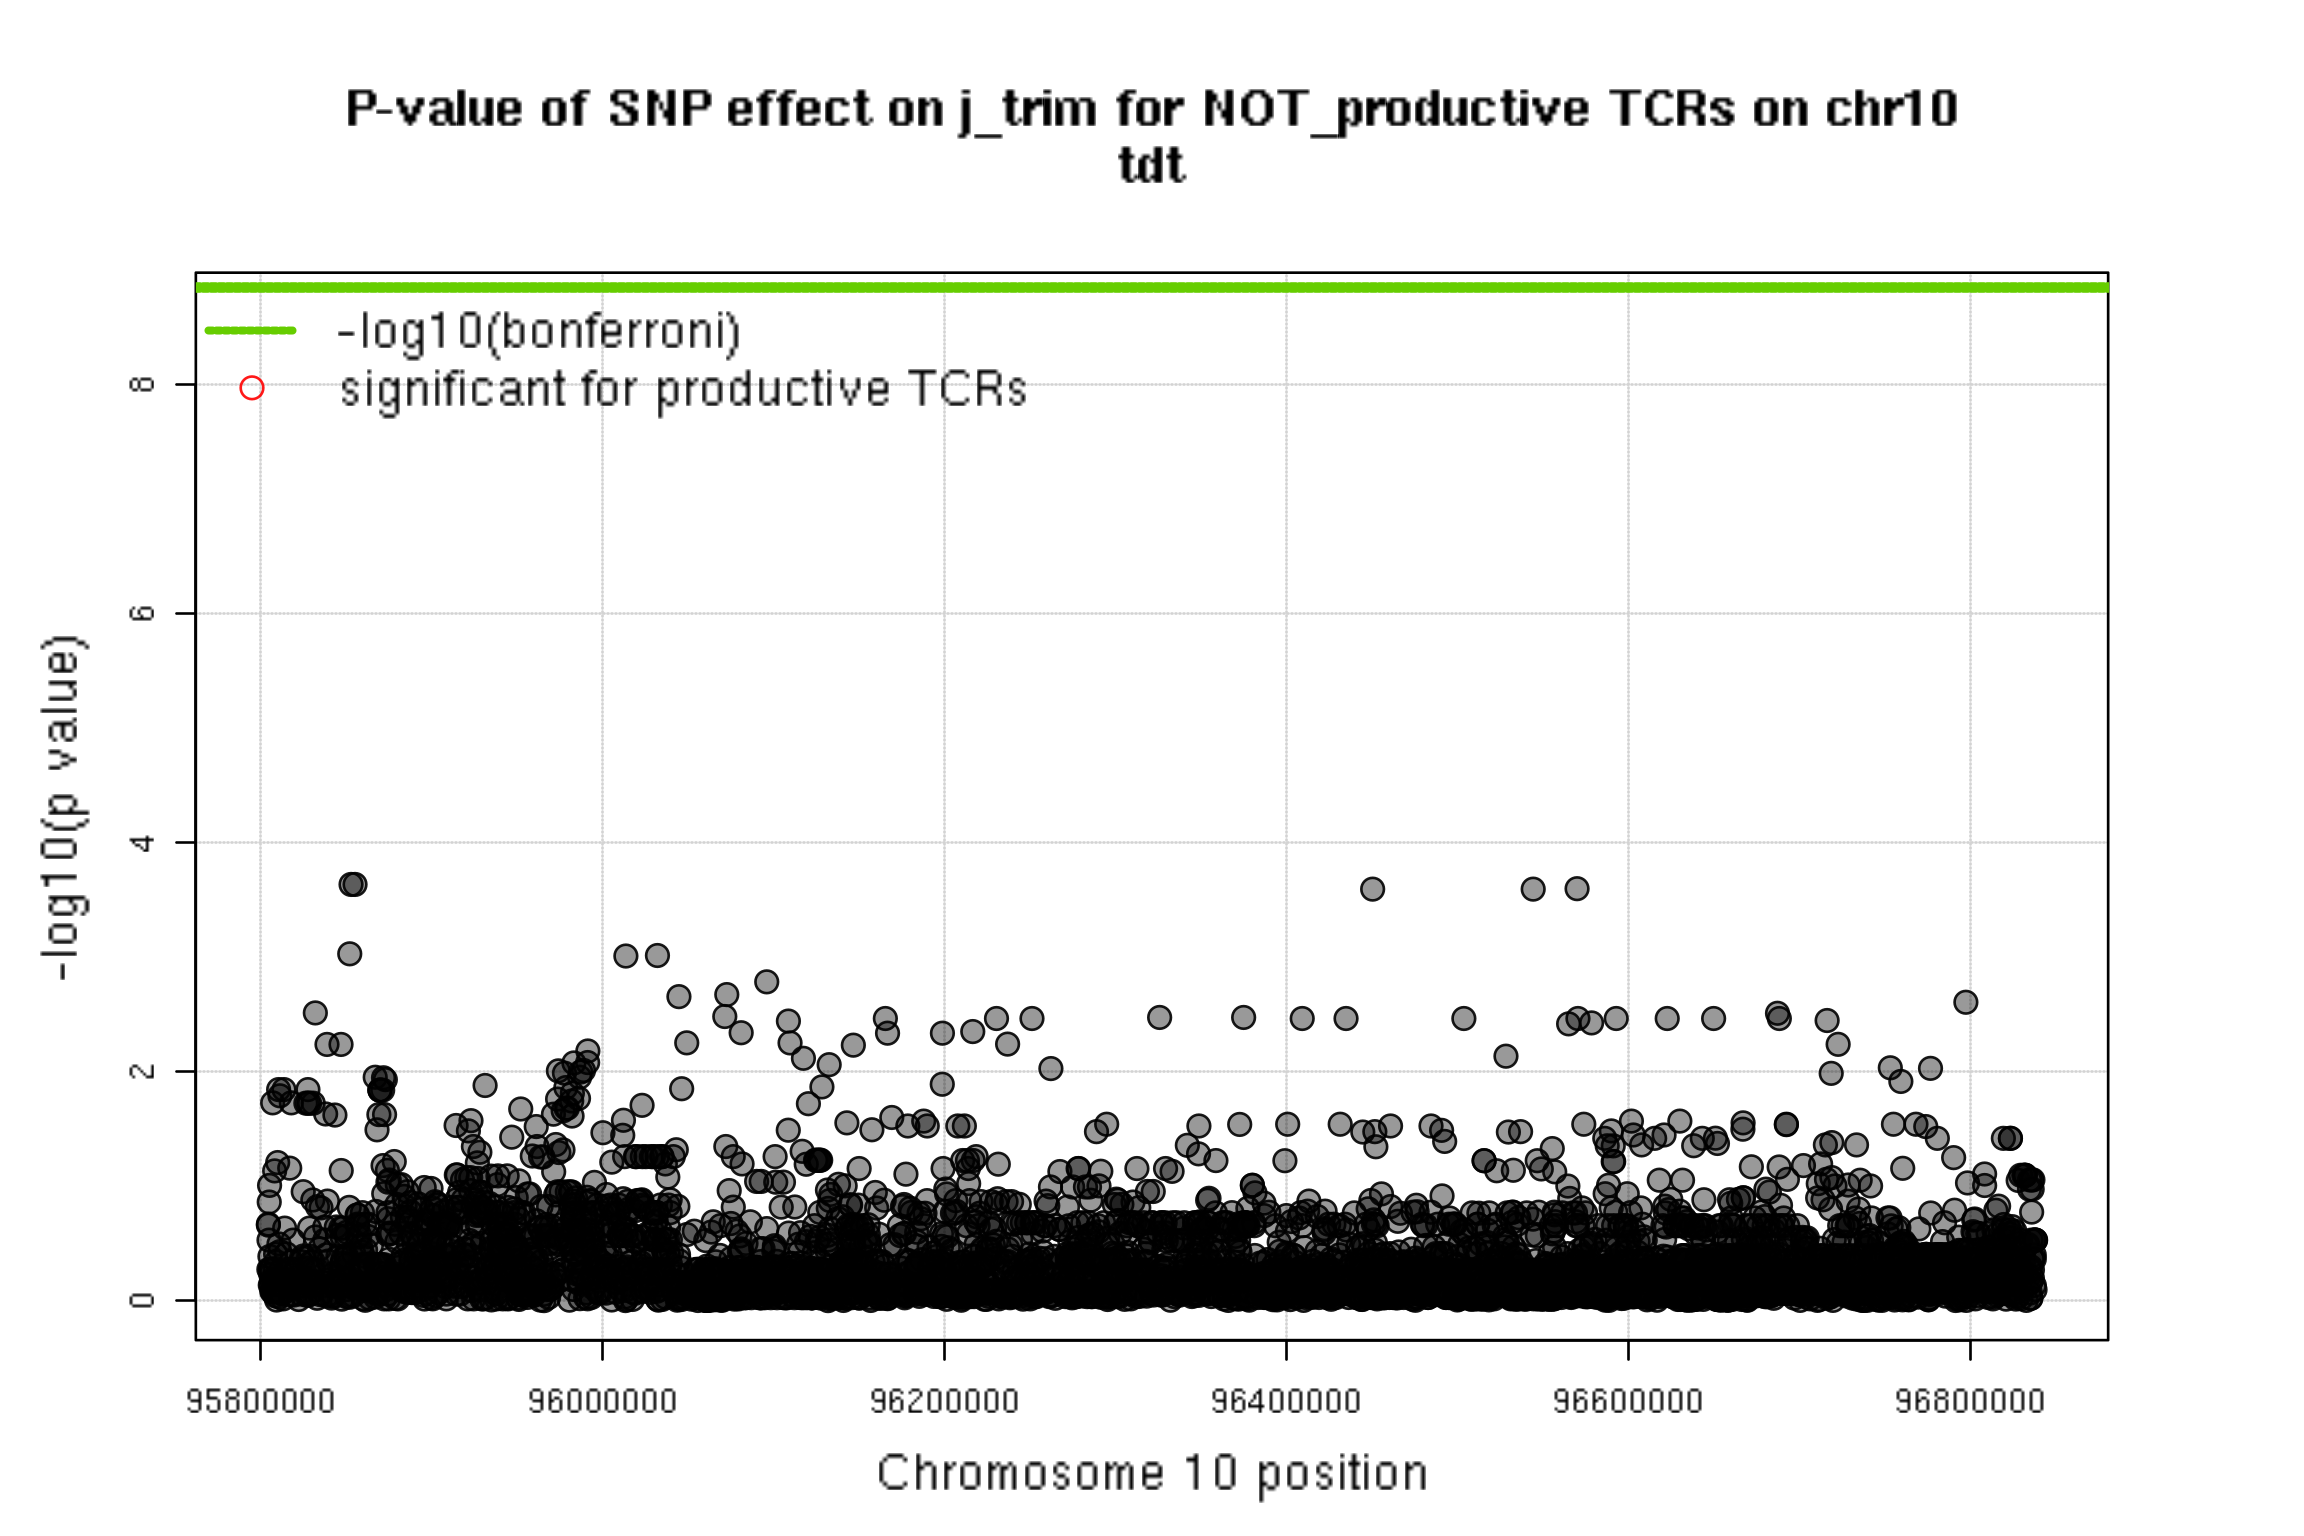 P-value of SNP effect on j_trim for NOT_productive TCRs on chr10
tdt
-log10(bonferroni)
significant for productive TCRs
-log10(p value)
8
6
4
2
0
95800000 96000000 96200000 96400000 96600000 96800000
Chromosome 10 position